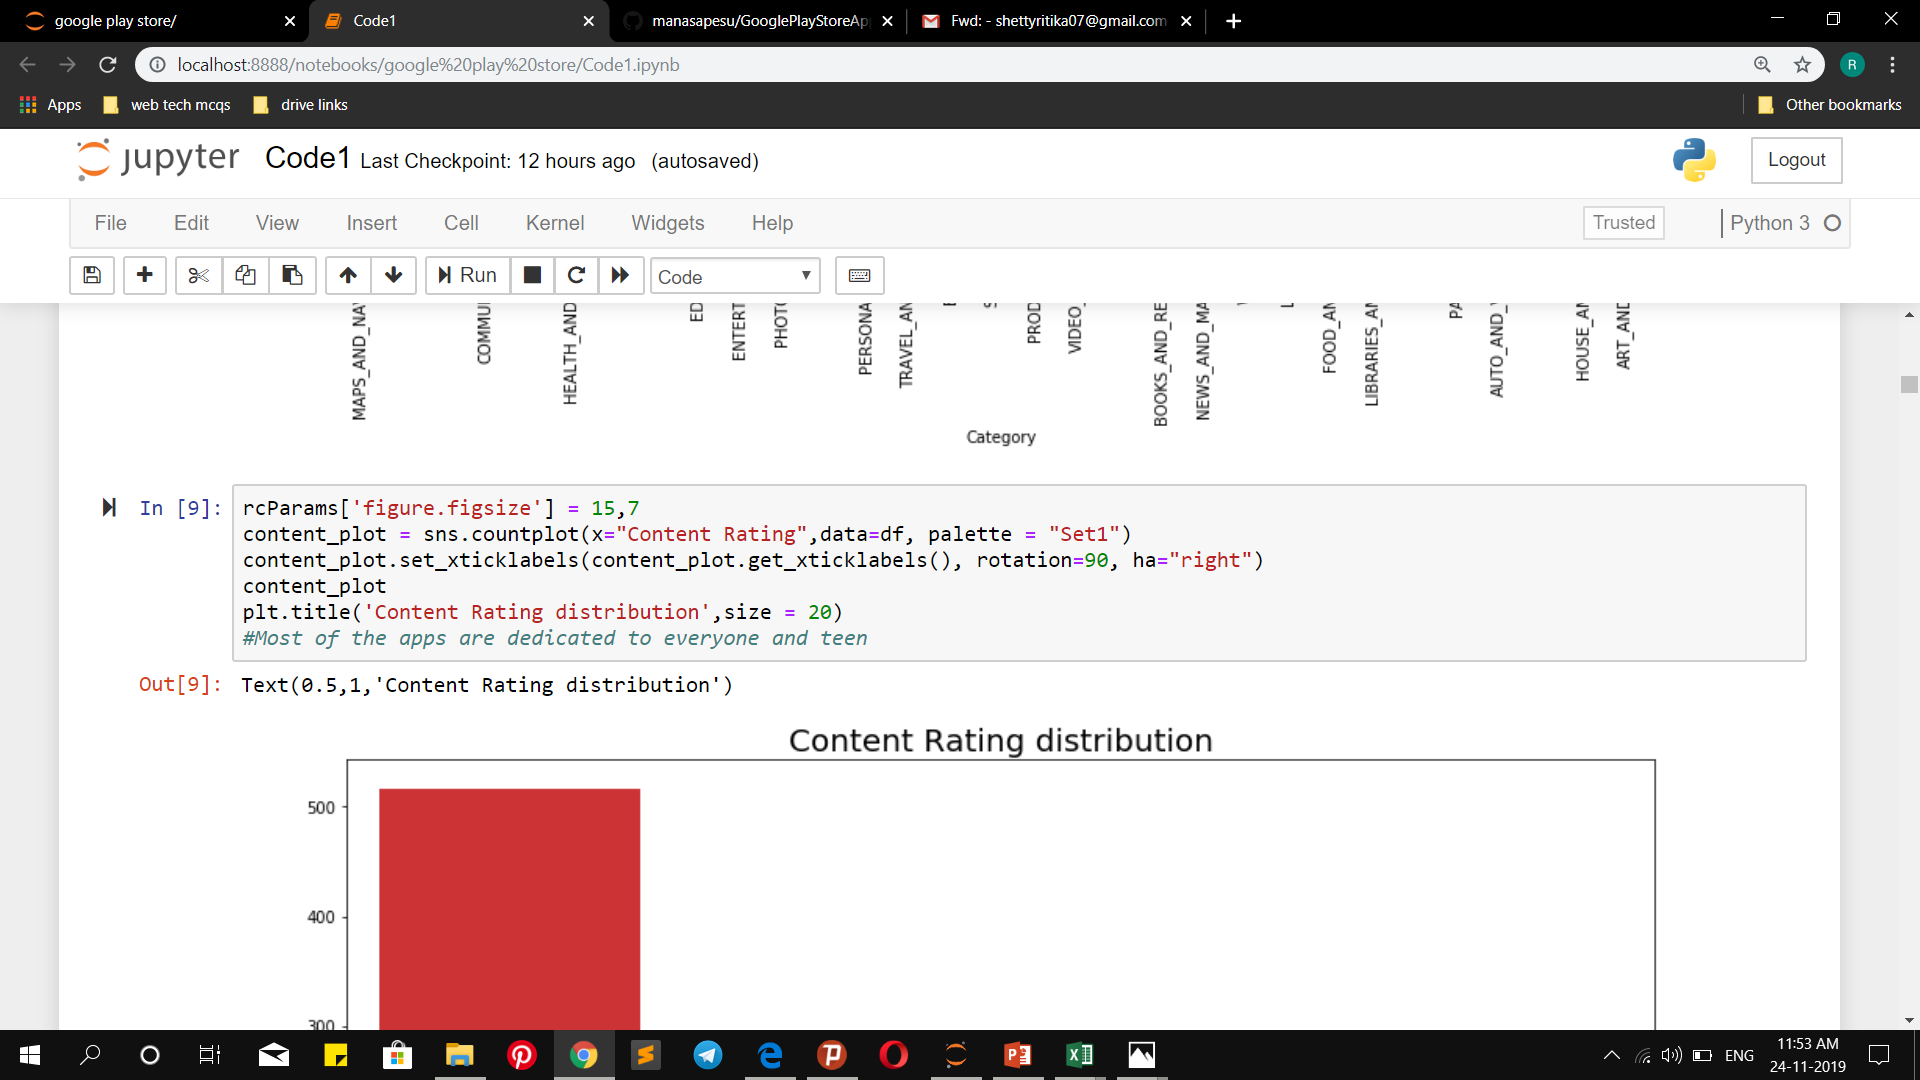 google play store/
Code1
manasapesu/GooglePlayStoreAp
Fwd: - shettyritika07@gmail.com
localhost:8888/notebooks/google%20play%20store/Code1.ipynb
R
Apps
web tech mcqs
drive links
Other bookmarks
jupyter
Code1 Last Checkpoint: 12 hours ago (autosaved)
Logout
File Edit View Insert Cell Kernel Widgets Help
Trusted
Python 3
Run
Code
MAPS_AND_NA
COMMU
HEALTH_AND
ED
ENTERT
PHOT
PERSONA
TRAVEL_AN
PROD
VIDEO_
BOOKS_AND_RE
NEWS_AND_MA
FOOD_AN
LIBRARIES_A
PA
AUTO_AND_
HOUSE_A
ART_AND
Category
In [9]:
rcParams['figure.figsize'] = 15,7
content_plot = sns.countplot(x="Content Rating",data=df, palette = "Set1")
content_plot.set_xticklabels(content_plot.get_xticklabels(), rotation=90, ha="right")
content_plot
plt.title('Content Rating distribution',size = 20)
#Most of the apps are dedicated to everyone and teen
Out[9]:
Text(0.5,1,'Content Rating distribution')
Content Rating distribution
500
400
300
ENG
11:53 AM
24-11-2019